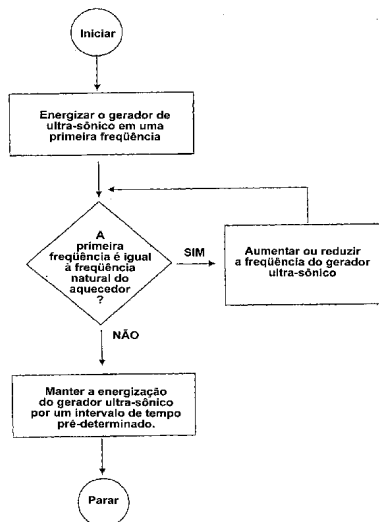 Iniciar
Energizar o gerador de
ultra-sônico em uma
primeira freqüência
A
primeira
freqüência é igual
à freqüência
natural do
aquecedor
?
SIM
Aumentar ou reduzir
a freqüência do gerador
ultra-sônico
NÃO
Manter a energização
do gerador ultra-sônico
por um intervalo de tempo
pré-determinado.
Parar